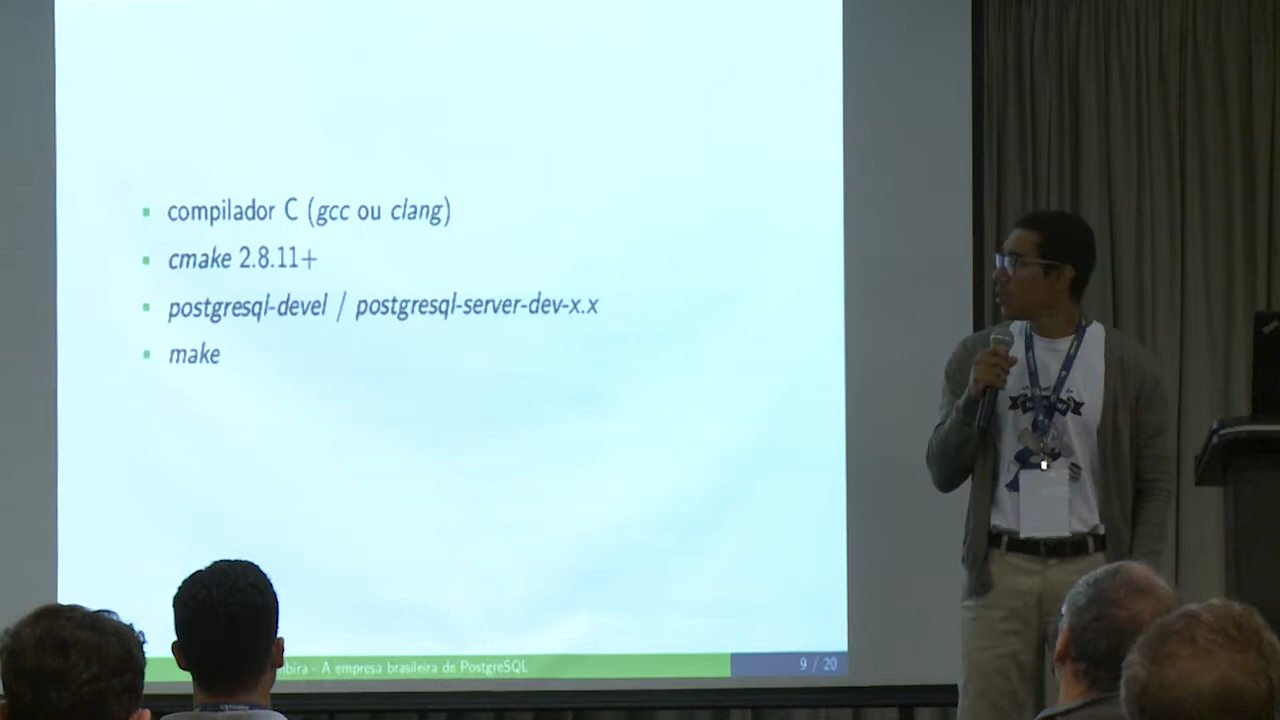 compilador C (gcc ou clang)
cmake 2.8.11+
postgresql-devel / postgresql-server-dev-x.x
make
- A empresa brasileira de PostgreSQL
9 / 20